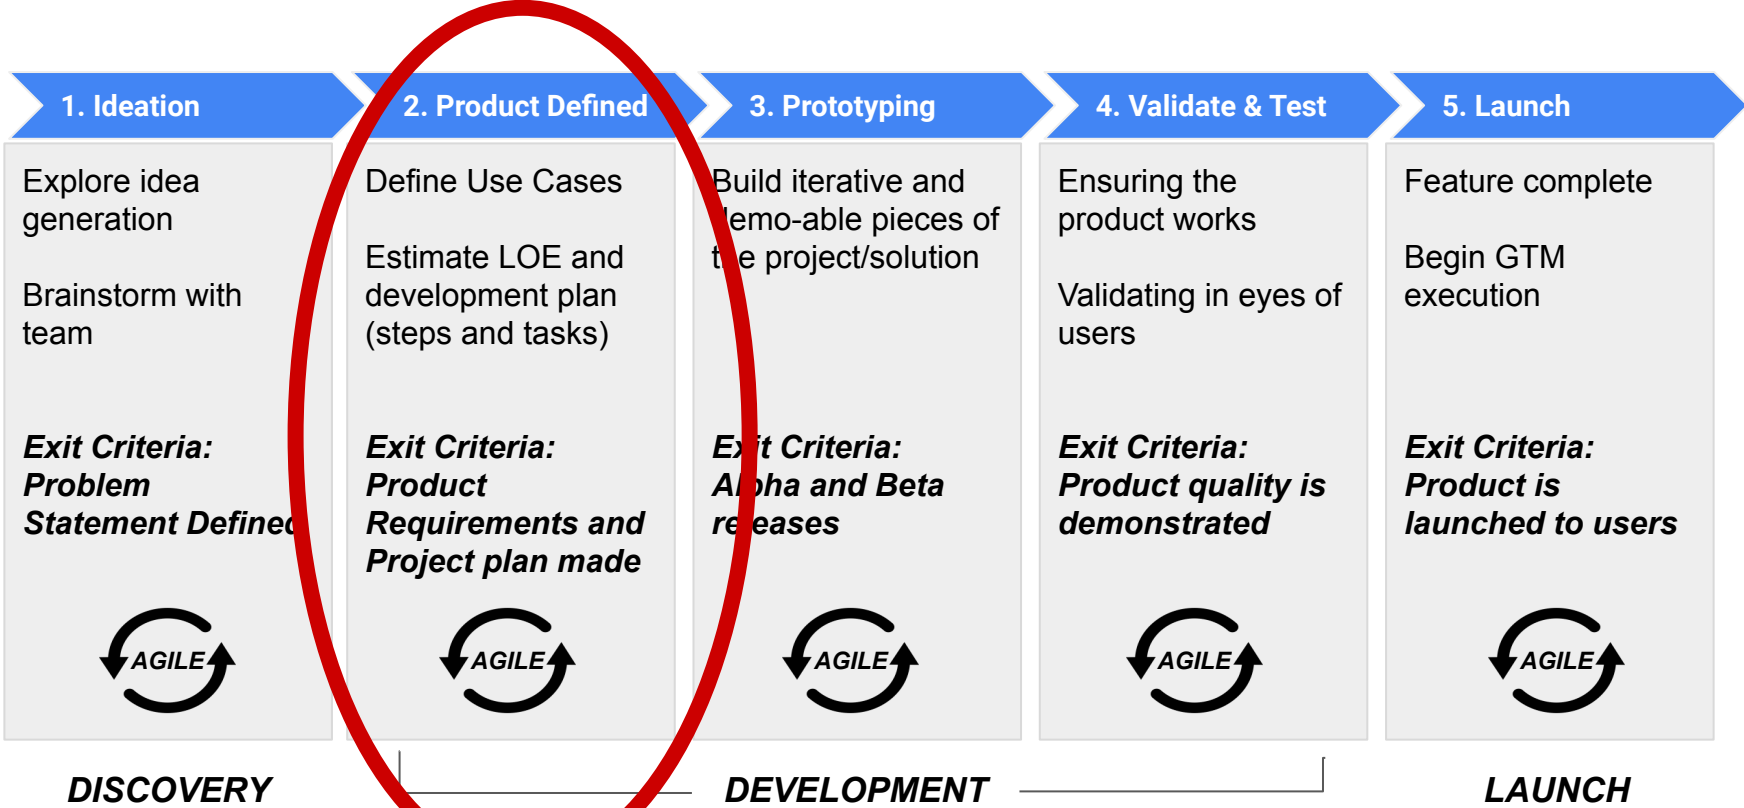 1. Ideation
Explore idea
generation
Brainstorm with
team
Exit Criteria:
Problem
Statement Defined
AGILE
2. Product Defined
Define Use Cases
Estimate LOE and
development plan
(steps and tasks)
Exit Criteria:
Product
Requirements and
Project plan made
AGILE
3. Prototyping
Build iterative and
demo-able pieces of
the project/solution
Exit Criteria:
Alpha and Beta
releases
AGILE
4. Validate & Test
Ensuring the
product works
Validating in eyes of
users
Exit Criteria:
Product quality is
demonstrated
AGILE
5. Launch
Feature complete
Begin GTM
execution
Exit Criteria:
Product is
launched to users
AGILE
DISCOVERY
DEVELOPMENT
LAUNCH